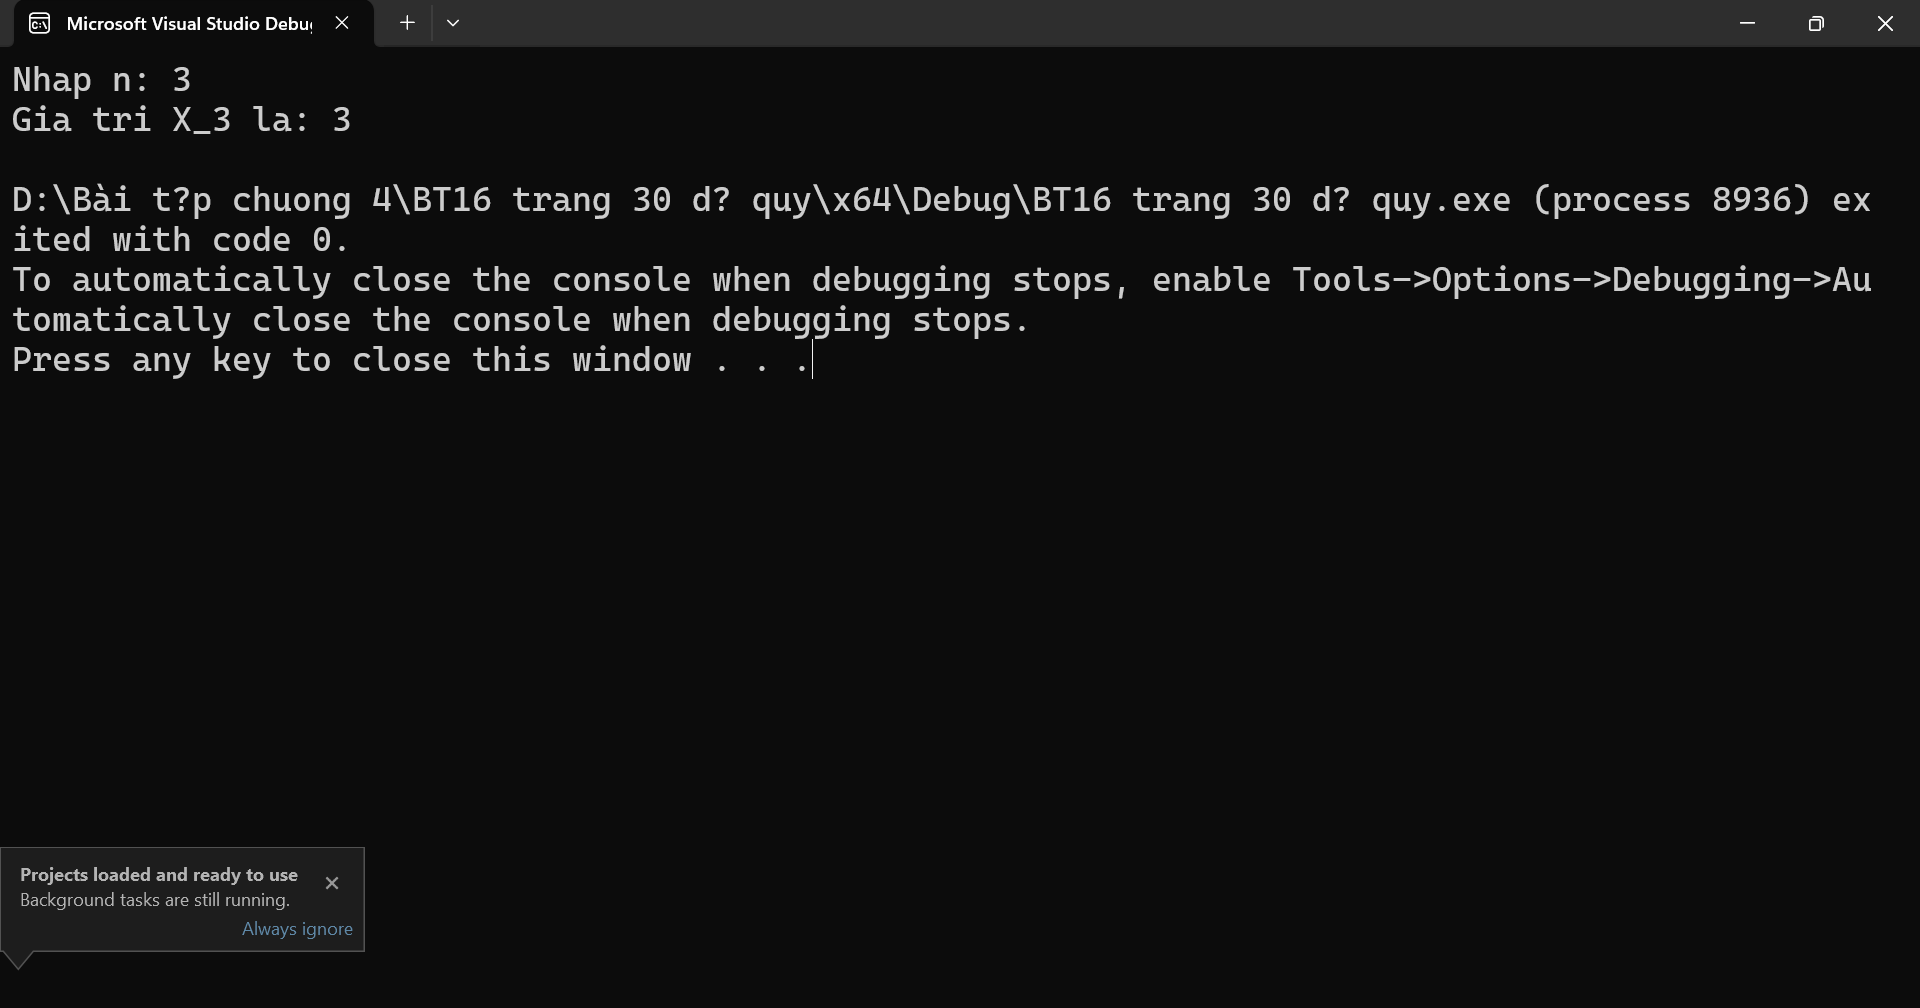 Microsoft Visual Studio Debu
Nhap n: 3
Gia tri X_3 la: 3
D:\Bài t?p chuong 4\BT16 trang 30 d? quy\x64\Debug\BT16 trang 30 d? quy.exe (process 8936) ex
ited with code 0.
To automatically close the console when debugging stops, enable Tools->Options->Debugging->Au
tomatically close the console when debugging stops.
Press any key to close this window . . .
Projects loaded and ready to use
Background tasks are still running.
Always ignore